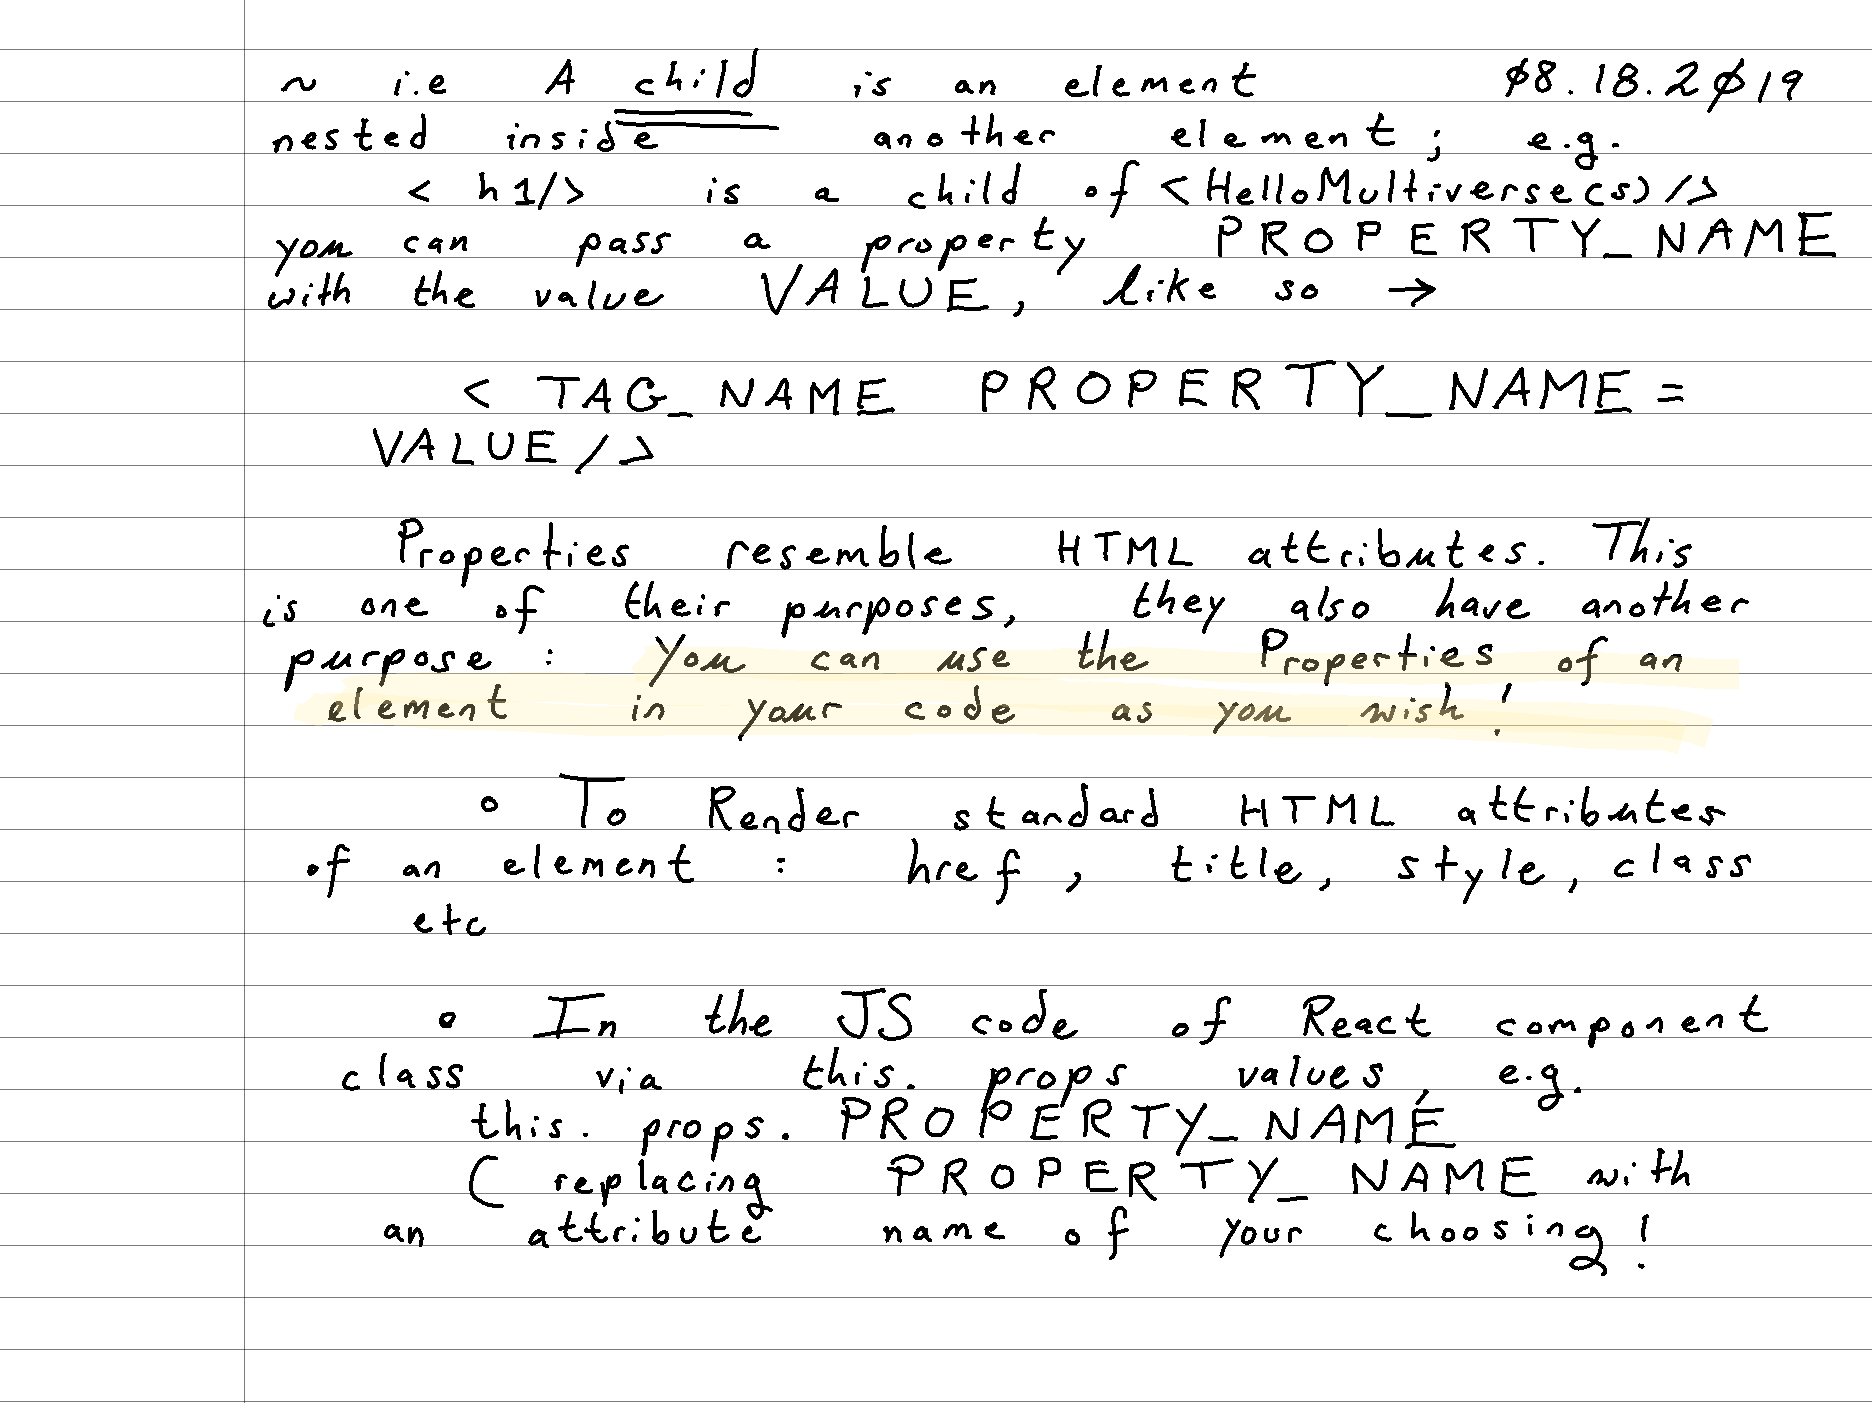 ~ i.e A child is an element 08.18.2019
nested inside another element; e.g.
< h1/> is a child of <HelloMultiverse(s)/>
you can pass a property PROPERTY_NAME
with the value VALUE, like so →
< TAG_NAME PROPERTY_NAME =
VALUE/>
Properties resemble HTML attributes. This
is one of their purposes, they also have another
purpose : You can use the Properties of an
element in your code as you wish!
∘ To Render standard HTML attributes
of an element : href, title, style, class
etc
∘ In the JS code of React component
class via this. props values, e.g.
this. props. PROPERTY_NAME
( replacing PROPERTY_NAME with
an attribute name of your choosing!